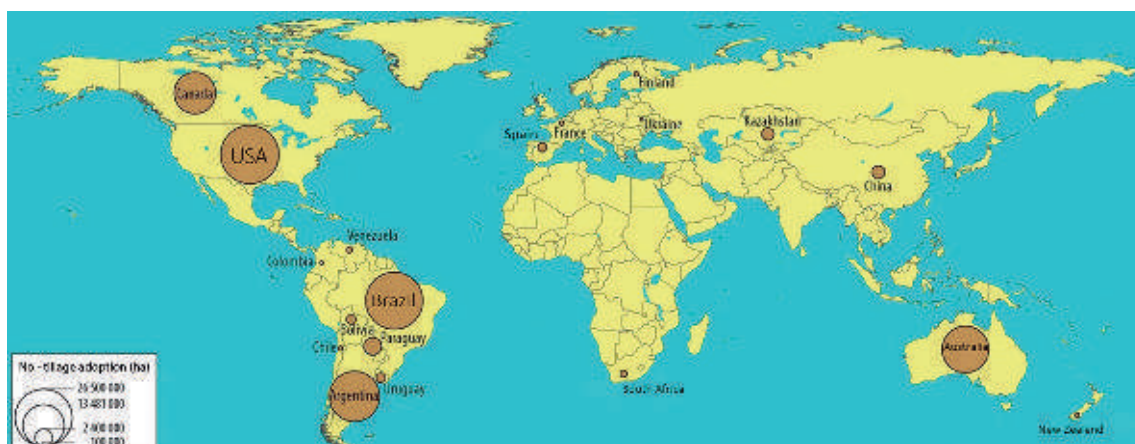 Canada
USA
Finland
Ukraine
France
Spain
Kazakhstan
China
Venezuela
Colombia
Brazil
Bolivia
Paraguay
Chile
Uruguay
Argentina
South Africa
Australia
New Zealand
No -tillage adoption (ha)
26 500 000
13 481 000
2 400 000
100 000